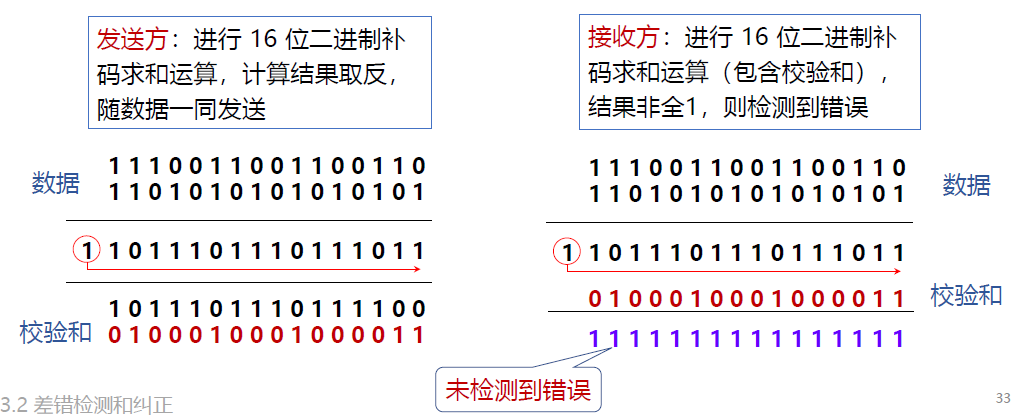 发送方：进行 16 位二进制补
码求和运算，计算结果取反，
随数据一同发送
接收方：进行 16 位二进制补
码求和运算（包含校验和），
结果非全1，则检测到错误
数据
1 1 1 0 0 1 1 0 0 1 1 0 0 1 1 0
1 1 0 1 0 1 0 1 0 1 0 1 0 1 0 1
1 1 0 1 1 1 0 1 1 1 0 1 1 1 0 1 1
1 0 1 1 1 0 1 1 1 0 1 1 1 1 0 0
校验和
0 1 0 0 0 1 0 0 0 1 0 0 0 0 1 1
1 1 1 0 0 1 1 0 0 1 1 0 0 1 1 0
1 1 0 1 0 1 0 1 0 1 0 1 0 1 0 1
数据
1 1 0 1 1 1 0 1 1 1 0 1 1 1 0 1 1
0 1 0 0 0 1 0 0 0 1 0 0 0 0 1 1
校验和
1 1 1 1 1 1 1 1 1 1 1 1 1 1 1 1
未检测到错误
3.2 差错检测和纠正
33